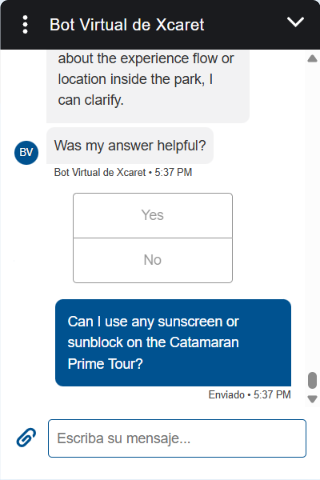 Bot Virtual de Xcaret
about the experience flow or
location inside the park, I
can clarify.
Was my answer helpful?
BV
Bot Virtual de Xcaret • 5:37 PM
Yes
No
Can I use any sunscreen or
sunblock on the Catamaran
Prime Tour?
Enviado • 5:37 PM
Escriba su mensaje...